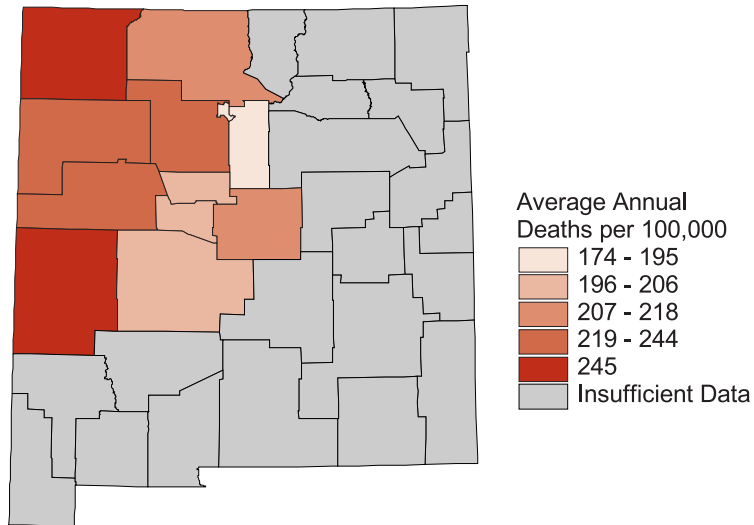 Average Annual
Deaths per 100,000
174 - 195
196 - 206
207 - 218
219 - 244
245
Insufficient Data